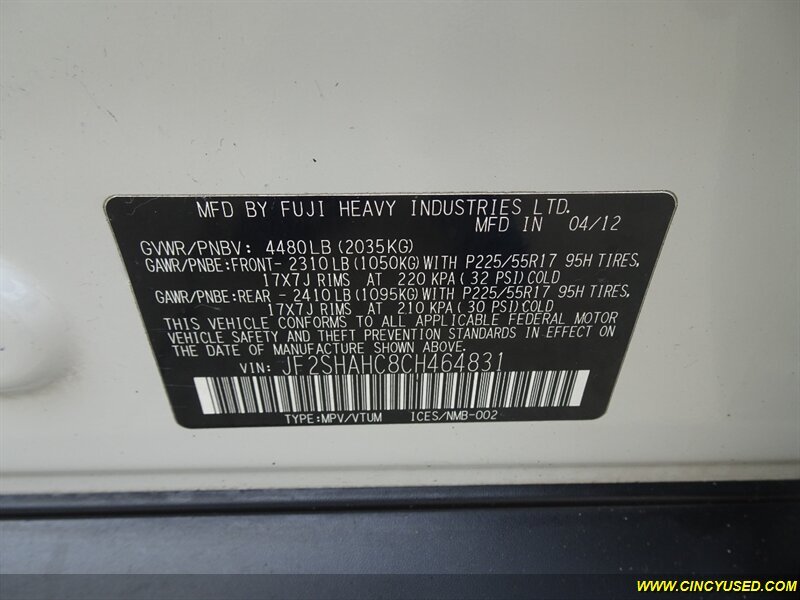 MFD BY FUJI HEAVY INDUSTRIES LTD.
MFD IN 04/12
GVWR/PNBV: 4480LB (2035KG)
GAWR/PNBE:FRONT- 2310LB (1050KG) WITH P225/55R17 95H TIRES,
17X7J RIMS AT 220 KPA (32 PSI) COLD
GAWR/PNBE:REAR - 2410LB (1095KG) WITH P225/55R17 95H TIRES,
17X7J RIMS AT 210 KPA (30 PSI) COLD
THIS VEHICLE CONFORMS TO ALL APPLICABLE FEDERAL MOTOR
VEHICLE SAFETY AND THEFT PREVENTION STANDARDS IN EFFECT ON
THE DATE OF MANUFACTURE SHOWN ABOVE.
VIN: JF2SHAHC8CH464831
TYPE:MPV/VTUM ICES/NMB-002
WWW.CINCYUSED.COM